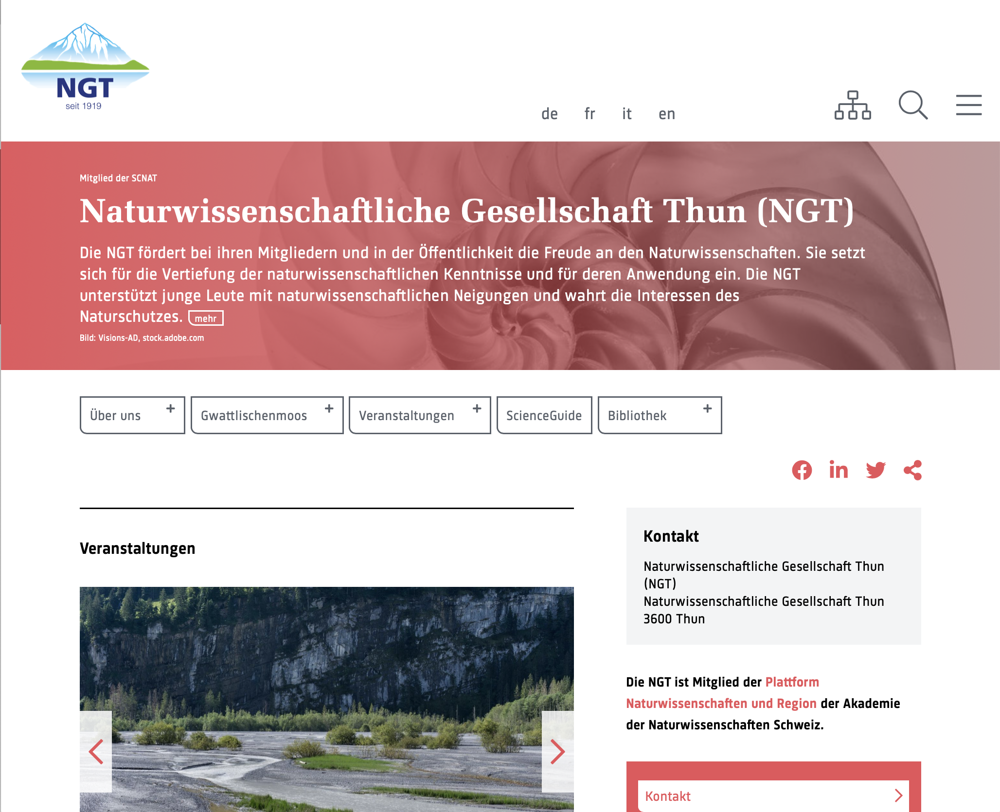 NGT
seit 1919
de fr it en
Mitglied der SCNAT
Naturwissenschaftliche Gesellschaft Thun (NGT)
Die NGT fördert bei ihren Mitgliedern und in der Öffentlichkeit die Freude an den Naturwissenschaften. Sie setzt
sich für die Vertiefung der naturwissenschaftlichen Kenntnisse und für deren Anwendung ein. Die NGT
unterstützt junge Leute mit naturwissenschaftlichen Neigungen und wahrt die Interessen des
Naturschutzes. mehr
Bild: Visions-AD, stock.adobe.com
Über uns + Gwattlischenmoos + Veranstaltungen + ScienceGuide Bibliothek +
Veranstaltungen
Kontakt
Naturwissenschaftliche Gesellschaft Thun
(NGT)
Naturwissenschaftliche Gesellschaft Thun
3600 Thun
Die NGT ist Mitglied der Plattform
Naturwissenschaften und Region der Akademie
der Naturwissenschaften Schweiz.
Kontakt